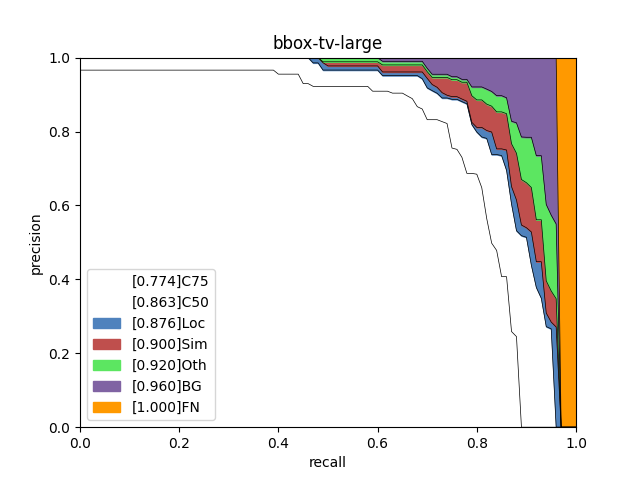 bbox-tv-large
precision
1.0
0.8
0.6
0.4
0.2
0.0
[0.774]C75
[0.863]C50
[0.876]Loc
[0.900]Sim
[0.920]Oth
[0.960]BG
[1.000]FN
0.0 0.2 0.4 0.6 0.8 1.0
recall